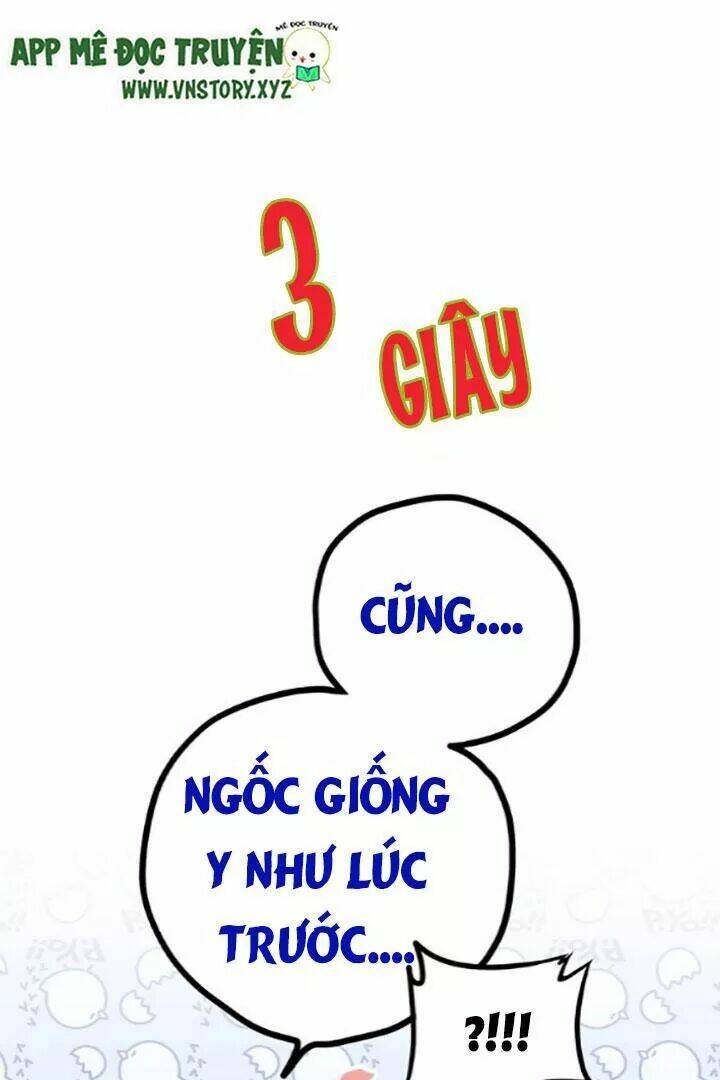 MÊ ĐỌC TRUYỆN
APP MÊ ĐỌC TRUYỆN
WWW.VNSTORY.XYZ
3
GIÂY
CŨNG....
NGỐC GIỐNG
Y NHƯ LÚC
TRƯỚC....
?!!!